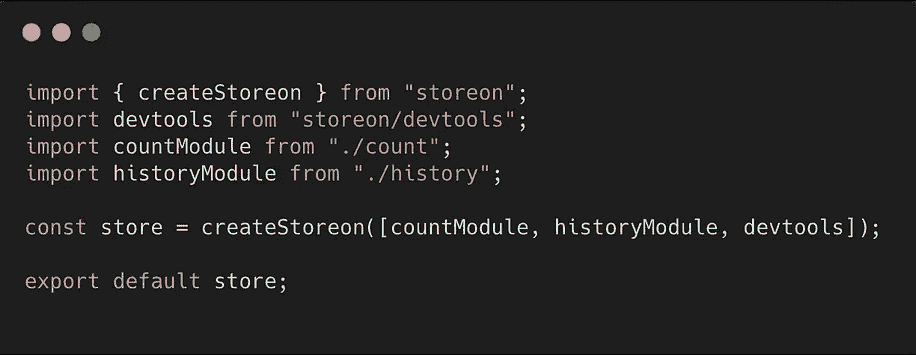 import { createStoreon } from "storeon";
import devtools from "storeon/devtools";
import countModule from "./count";
import historyModule from "./history";
const store = createStoreon([countModule, historyModule, devtools]);
export default store;